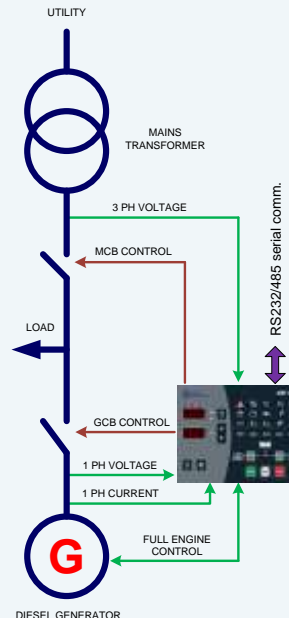 UTILITY
MAINS
TRANSFORMER
3 PH VOLTAGE
RS232/485 serial comm.
MCB CONTROL
LOAD
GCB CONTROL
1 PH VOLTAGE
1 PH CURRENT
FULL ENGINE
CONTROL
G
DIESEL GENERATOR